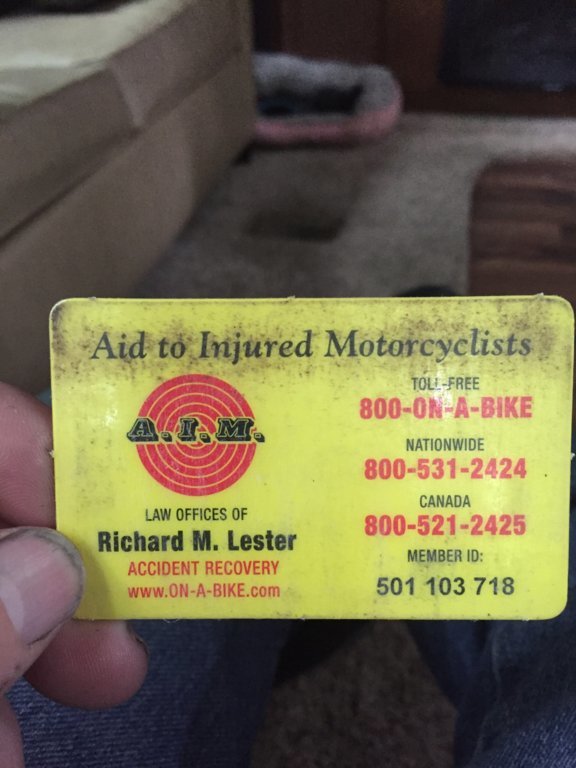 Aid to Injured Motorcyclists
A.I.M.
LAW OFFICES OF
Richard M. Lester
ACCIDENT RECOVERY
www.ON-A-BIKE.com
TOLL-FREE
800-ON-A-BIKE
NATIONWIDE
800-531-2424
CANADA
800-521-2425
MEMBER ID:
501 103 718